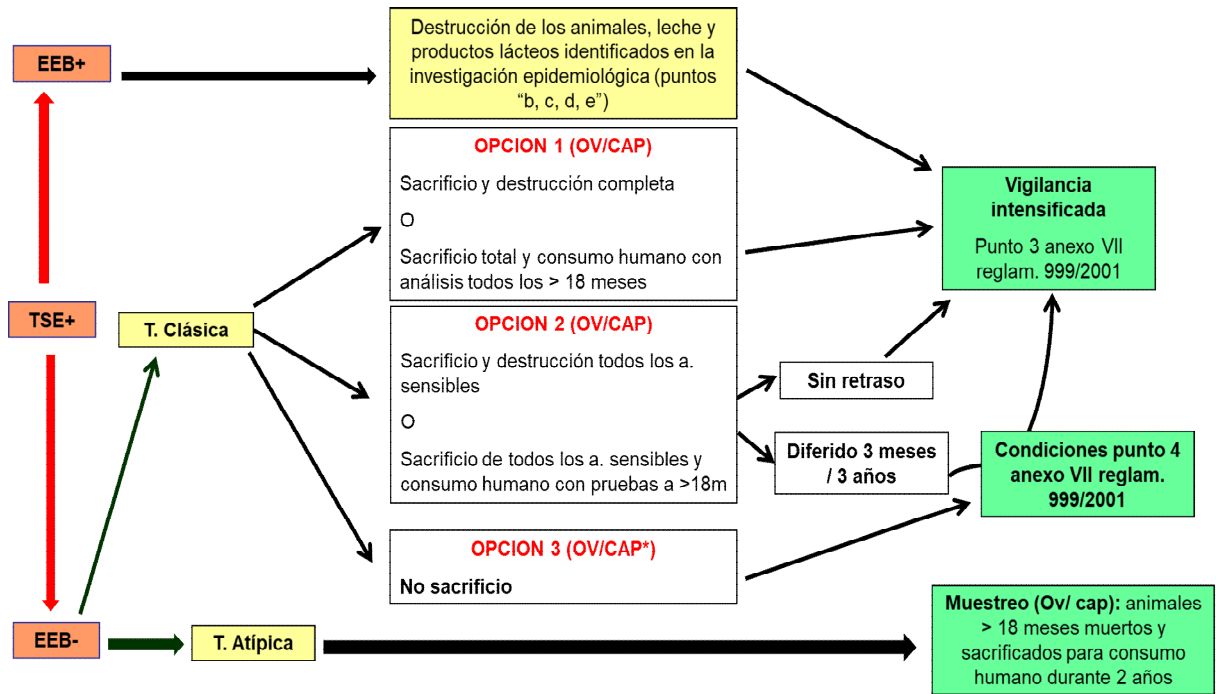 EEB+
Destrucción de los animales, leche y
productos lácteos identificados en la
investigación epidemiológica (puntos
“b, c, d, e”)
OPCION 1 (OV/CAP)
Sacrificio y destrucción completa
O
Sacrificio total y consumo humano con
análisis todos los > 18 meses
Vigilancia
intensificada
Punto 3 anexo VII
reglam. 999/2001
TSE+
T. Clásica
OPCION 2 (OV/CAP)
Sacrificio y destrucción todos los a.
sensibles
O
Sacrificio de todos los a. sensibles y
consumo humano con pruebas a >18m
Sin retraso
Diferido 3 meses
/ 3 años
Condiciones punto 4
anexo VII reglam.
999/2001
OPCION 3 (OV/CAP*)
No sacrificio
EEB-
T. Atípica
Muestreo (Ov/ cap): animales
> 18 meses muertos y
sacrificados para consumo
humano durante 2 años